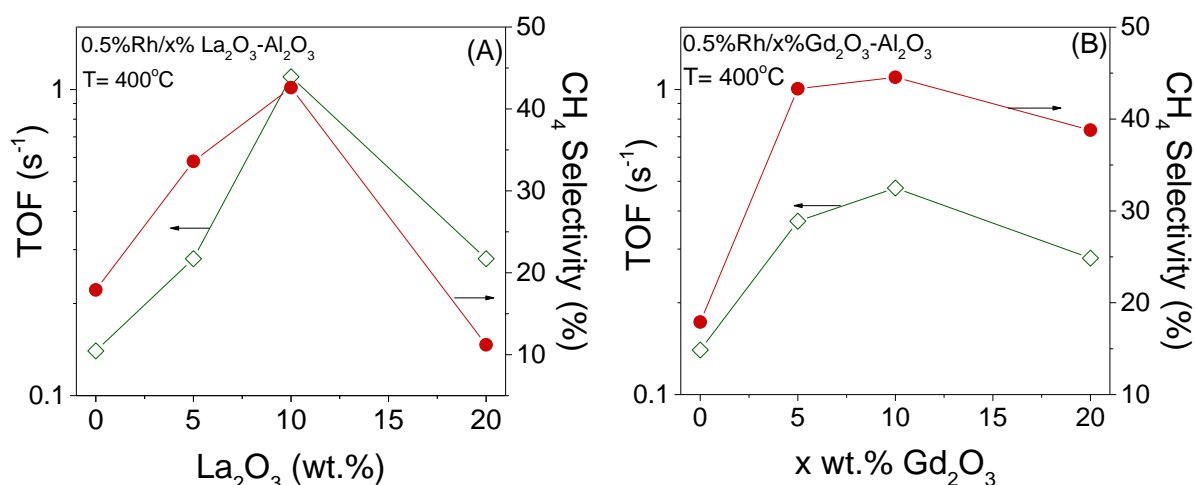 0.5%Rh/x% La₂O₃-Al₂O₃
(A)
T= 400°C
TOF (s⁻¹)
1
0.1
50
40
30
20
10
CH₄ Selectivity (%)
0 5 10 15 20
La₂O₃ (wt.%)
0.5%Rh/x%Gd₂O₃-Al₂O₃
(B)
T= 400°C
TOF (s⁻¹)
1
0.1
50
40
30
20
10
CH₄ Selectivity (%)
0 5 10 15 20
x wt.% Gd₂O₃